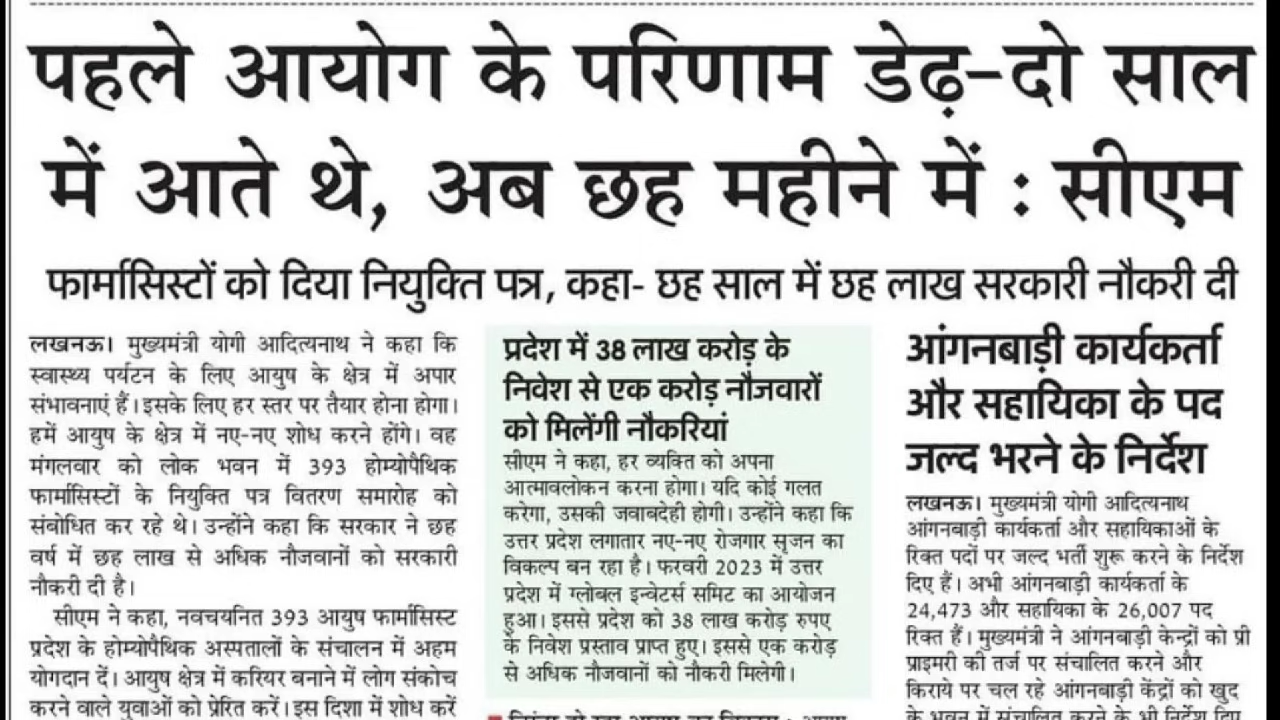 पहले आयोग के परिणाम डेढ़-दो साल
में आते थे, अब छह महीने में : सीएम
फार्मासिस्टों को दिया नियुक्ति पत्र, कहा- छह साल में छह लाख सरकारी नौकरी दी
लखनऊ। मुख्यमंत्री योगी आदित्यनाथ ने कहा कि
स्वास्थ्य पर्यटन के लिए आयुष के क्षेत्र में अपार
संभावनाएं हैं। इसके लिए हर स्तर पर तैयार होना होगा।
हमें आयुष के क्षेत्र में नए-नए शोध करने होंगे। वह
मंगलवार को लोक भवन में 393 होम्योपैथिक
फार्मासिस्टों के नियुक्ति पत्र वितरण समारोह को
संबोधित कर रहे थे। उन्होंने कहा कि सरकार ने छह
वर्ष में छह लाख से अधिक नौजवानों को सरकारी
नौकरी दी है।
सीएम ने कहा, नवचयनित 393 आयुष फार्मासिस्ट
प्रदेश के होम्योपैथिक अस्पतालों के संचालन में अहम
योगदान दें। आयुष क्षेत्र में करियर बनाने में लोग संकोच
करने वाले युवाओं को प्रेरित करें। इस दिशा में शोध करें
प्रदेश में 38 लाख करोड़ के
निवेश से एक करोड़ नौजवारों
को मिलेंगी नौकरियां
सीएम ने कहा, हर व्यक्ति को अपना
आत्मावलोकन करना होगा। यदि कोई गलत
करेगा, उसकी जवाबदेही होगी। उन्होंने कहा कि
उत्तर प्रदेश लगातार नए-नए रोजगार सृजन का
विकल्प बन रहा है। फरवरी 2023 में उत्तर
प्रदेश में ग्लोबल इन्वेटर्स समिट का आयोजन
हुआ। इससे प्रदेश को 38 लाख करोड़ रुपए
के निवेश प्रस्ताव प्राप्त हुए। इससे एक करोड़
से अधिक नौजवानों को नौकरी मिलेगी।
आंगनबाड़ी कार्यकर्ता
और सहायिका के पद
जल्द भरने के निर्देश
लखनऊ। मुख्यमंत्री योगी आदित्यनाथ
आंगनबाड़ी कार्यकर्ता और सहायिकाओं के
रिक्त पदों पर जल्द भर्ती शुरू करने के निर्देश
दिए हैं। अभी आंगनबाड़ी कार्यकर्ता के
24,473 और सहायिका के 26,007 पद
रिक्त हैं। मुख्यमंत्री ने आंगनबाड़ी केन्द्रों को प्री
प्राइमरी की तर्ज पर संचालित करने और
किराये पर चल रहे आंगनबाड़ी केंद्रों को खुद
के भवन में संचालित करने के भी निर्देश दिए